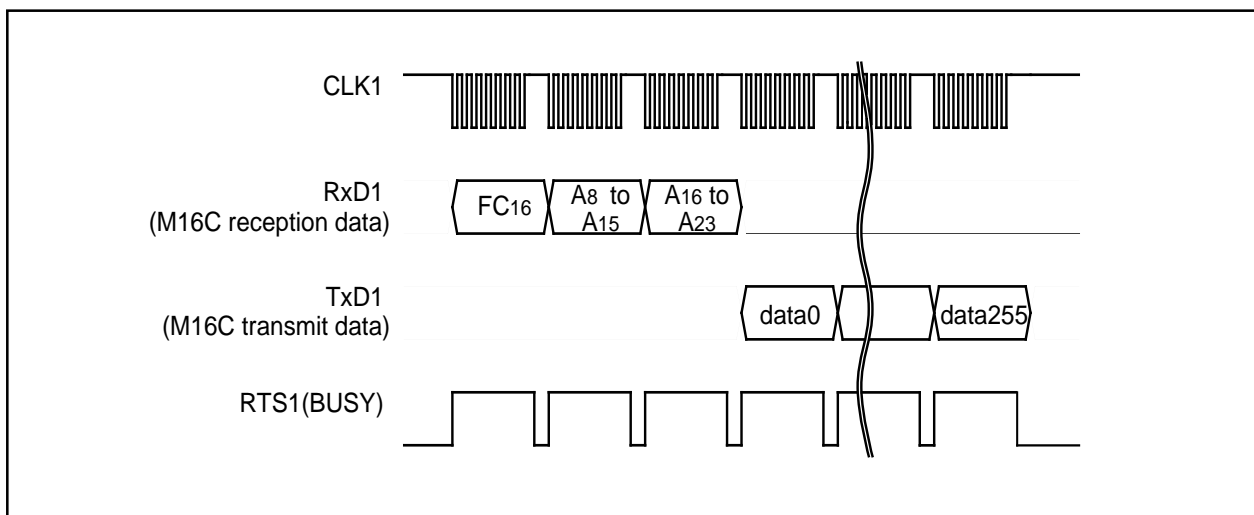 CLK1
RxD1
(M16C reception data)
FC16
A8 to
A15
A16 to
A23
TxD1
(M16C transmit data)
data0
data255
RTS1(BUSY)